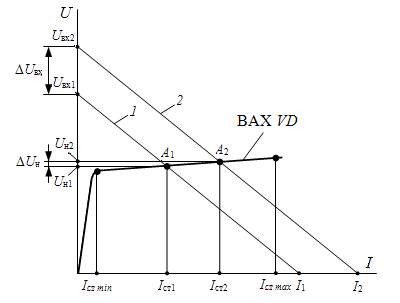 U
Uвх2
ΔUвх
Uвх1
1
2
ВАХ VD
Uн2
ΔUн
Uн1
A1
A2
I
Iст min
Iст1
Iст2
Iст max
I1
I2